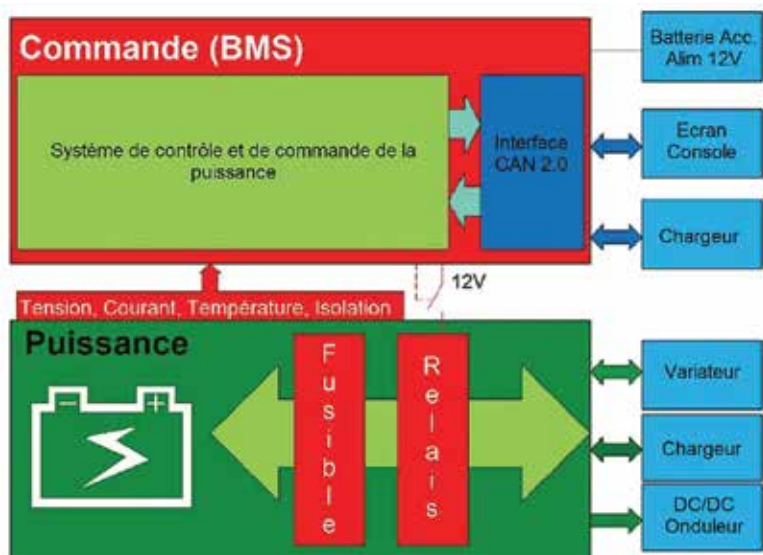 Commande (BMS)
Système de contrôle et de commande de la
puissance
Interface
CAN 2.0
Batterie Acc.
Alim 12V
Ecran
Console
Chargeur
12V
Tension, Courant, Température, Isolation
Puissance
Fusible
Relais
Variateur
Chargeur
DC/DC
Onduleur